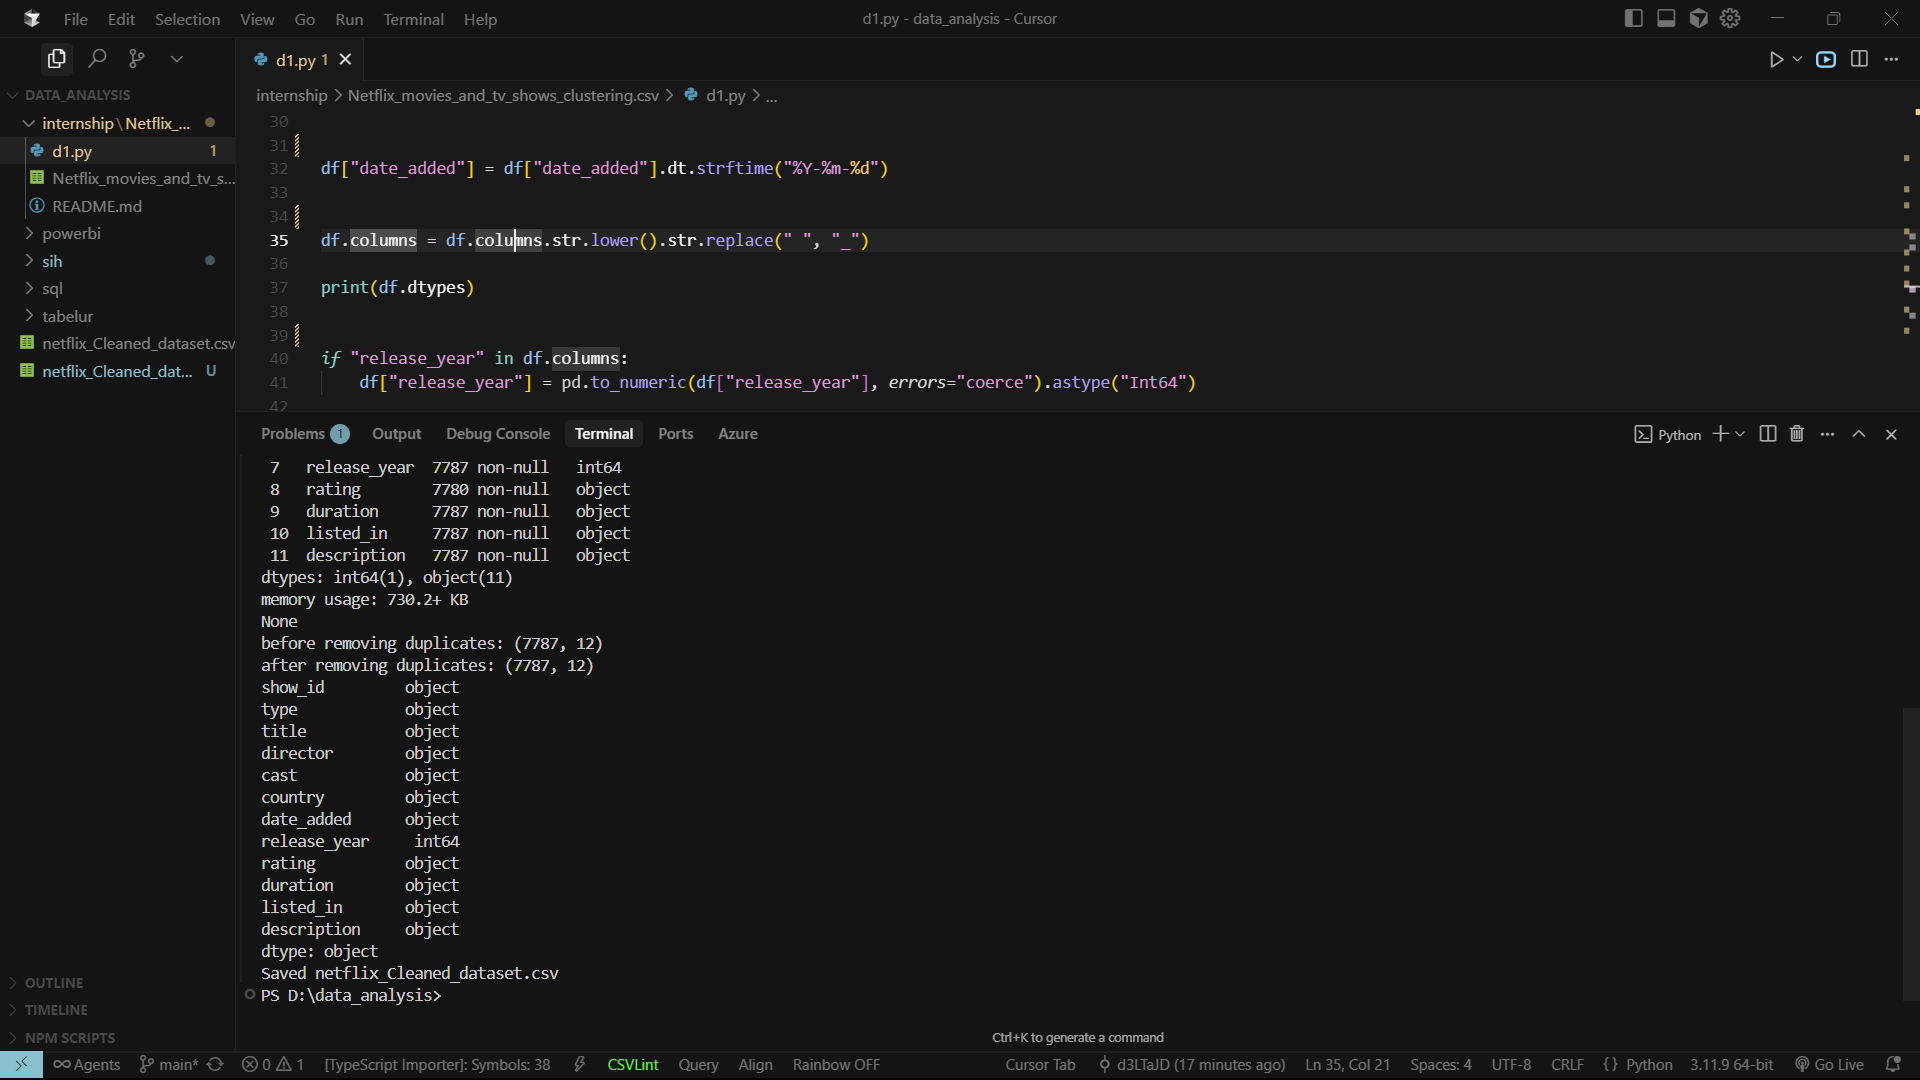 File Edit Selection View Go Run Terminal Help
d1.py - data_analysis - Cursor
d1.py 1
DATA_ANALYSIS
internship\Netflix_...
d1.py 1
Netflix_movies_and_tv_s...
README.md
powerbi
sih
sql
tabelur
netflix_Cleaned_dataset.csv
netflix_Cleaned_dat... U
OUTLINE
TIMELINE
NPM SCRIPTS
internship > Netflix_movies_and_tv_shows_clustering.csv > d1.py > ...
30
31
32 df["date_added"] = df["date_added"].dt.strftime("%Y-%m-%d")
33
34
35 df.columns = df.columns.str.lower().str.replace(" ", "_")
36
37 print(df.dtypes)
38
39
40 if "release_year" in df.columns:
41 df["release_year"] = pd.to_numeric(df["release_year"], errors="coerce").astype("Int64")
42
Problems 1 Output Debug Console Terminal Ports Azure
Python
7 release_year 7787 non-null int64
8 rating 7780 non-null object
9 duration 7787 non-null object
10 listed_in 7787 non-null object
11 description 7787 non-null object
dtypes: int64(1), object(11)
memory usage: 730.2+ KB
None
before removing duplicates: (7787, 12)
after removing duplicates: (7787, 12)
show_id object
type object
title object
director object
cast object
country object
date_added object
release_year int64
rating object
duration object
listed_in object
description object
dtype: object
Saved netflix_Cleaned_dataset.csv
PS D:\data_analysis>
Ctrl+K to generate a command
Agents main* 0 1 [TypeScript Importer]: Symbols: 38 CSVLint Query Align Rainbow OFF Cursor Tab d3LTaJD (17 minutes ago) Ln 35, Col 21 Spaces: 4 UTF-8 CRLF {} Python 3.11.9 64-bit Go Live